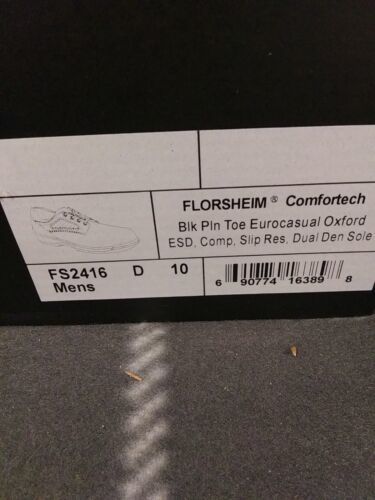 FLORSHEIM® Comfortech
Blk Pln Toe Eurocasual Oxford
ESD, Comp, Slip Res, Dual Den Sole
FS2416 D 10
Mens
6 90774 16389 8